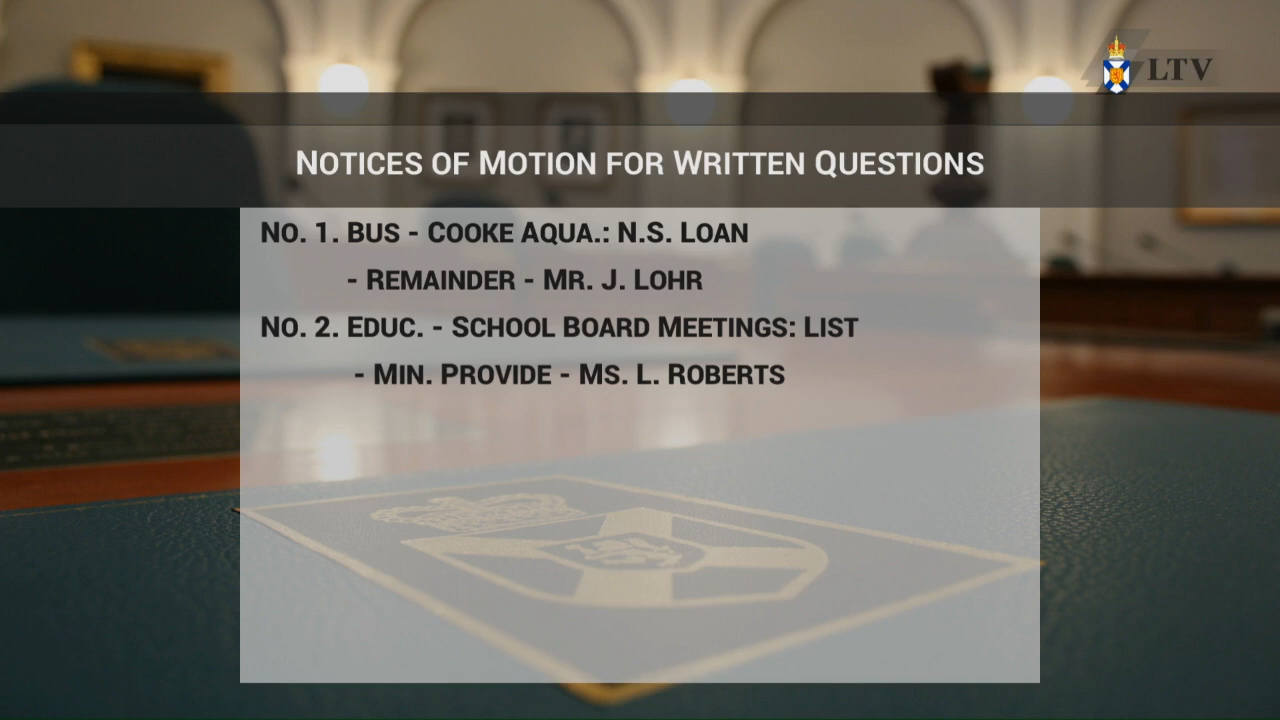 LTV
NOTICES OF MOTION FOR WRITTEN QUESTIONS
NO. 1. BUS - COOKE AQUA.: N.S. LOAN
- REMAINDER - MR. J. LOHR
NO. 2. EDUC. - SCHOOL BOARD MEETINGS: LIST
- MIN. PROVIDE - MS. L. ROBERTS